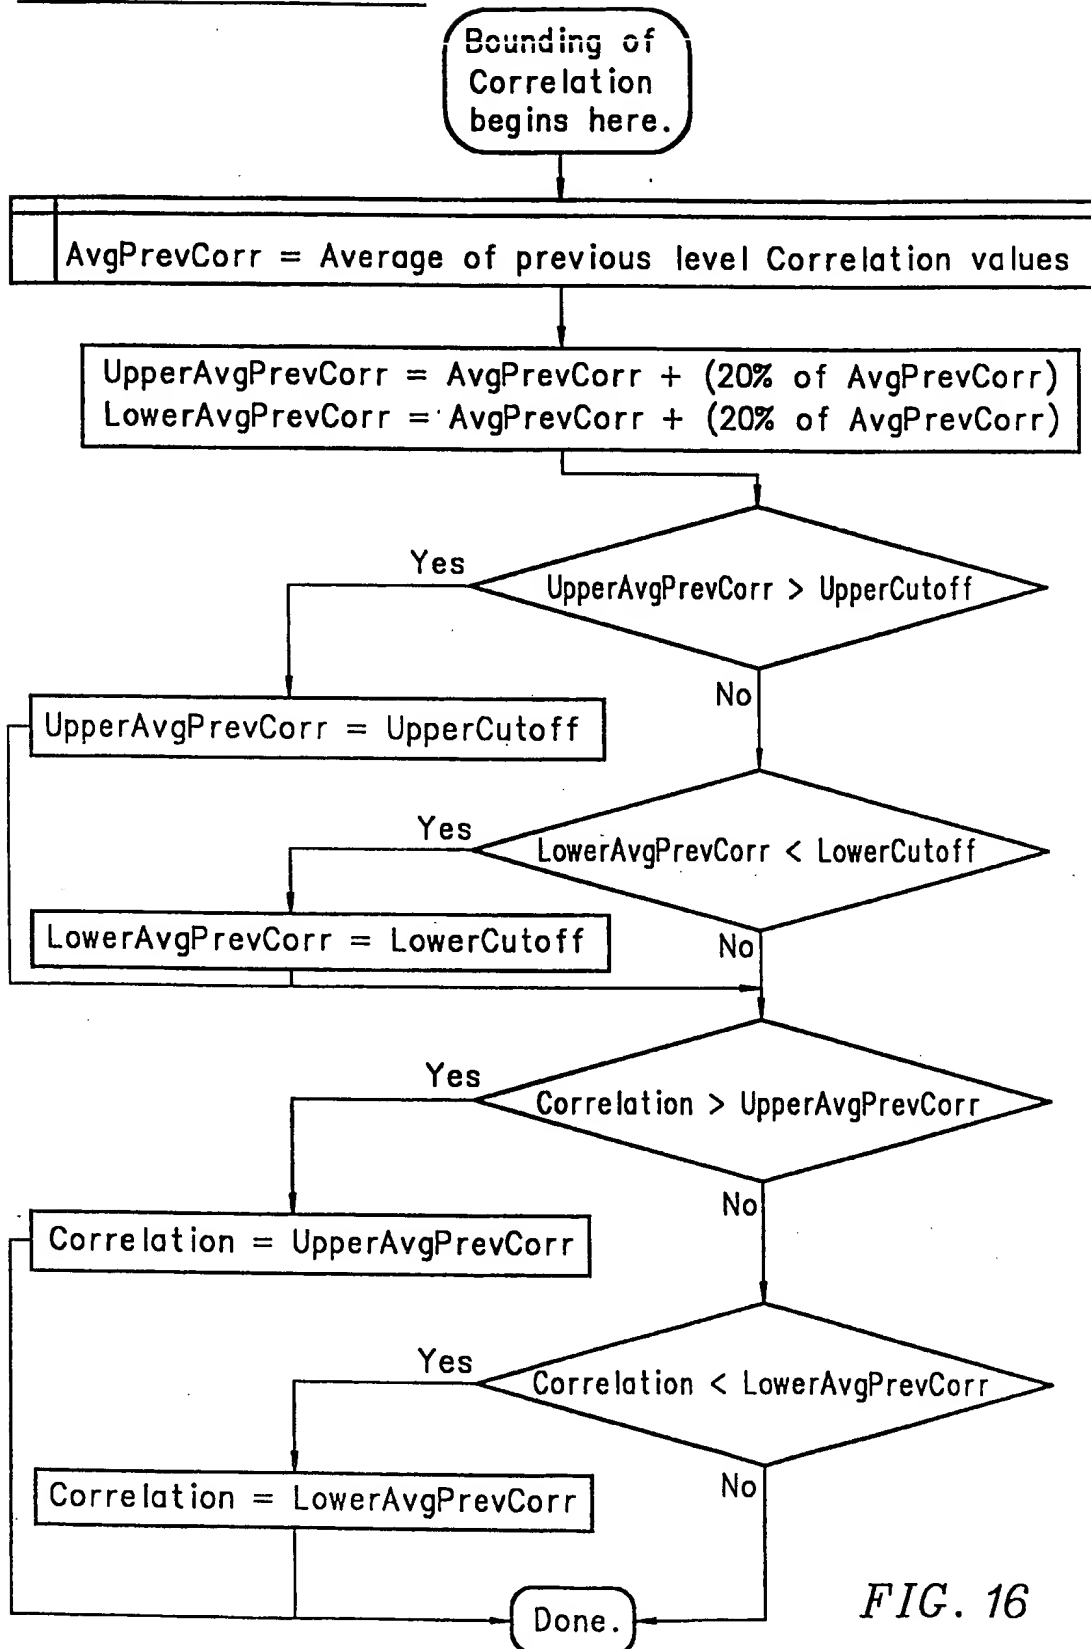 Bounding of
Correlation
begins here.
AvgPrevCorr = Average of previous level Correlation values
UpperAvgPrevCorr = AvgPrevCorr + (20% of AvgPrevCorr)
LowerAvgPrevCorr = AvgPrevCorr + (20% of AvgPrevCorr)
Yes
UpperAvgPrevCorr > UpperCutoff
No
UpperAvgPrevCorr = UpperCutoff
Yes
LowerAvgPrevCorr < LowerCutoff
LowerAvgPrevCorr = LowerCutoff
No
Yes
Correlation > UpperAvgPrevCorr
No
Correlation = UpperAvgPrevCorr
Yes
Correlation < LowerAvgPrevCorr
No
Correlation = LowerAvgPrevCorr
Done.
FIG. 16